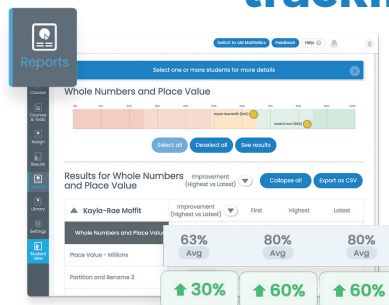 tracki
Reports
Switch to old Mathletics
Feedback
Help
Select one or more students for more details
Classes
Courses & Tests
Assign
Results
Library
Settings
Student view
Whole Numbers and Place Value
Select all
Deselect all
See results
Results for Whole Numbers and Place Value
Improvement
(Highest vs Latest)
Collapse all
Export as CSV
Kayla-Rae Moffit
Improvement
(Highest vs Latest)
First
Highest
Latest
Whole Numbers and Place Valu
63%
80%
80%
Avg
Avg
Avg
Place Value - Millions
Partition and Rename 3
30%
60%
60%